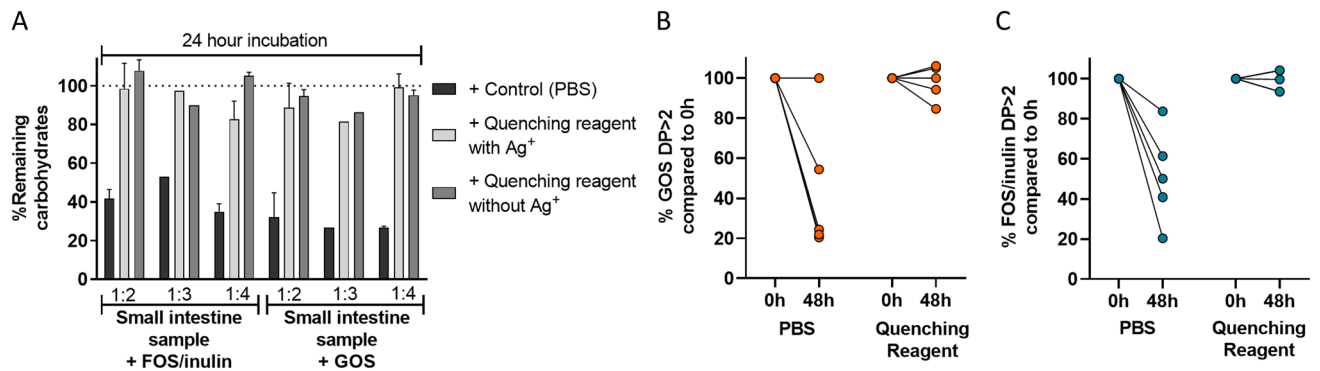 A
24 hour incubation
%Remaining
carbohydrates
100
80
60
40
20
0
1:2 1:3 1:4 1:2 1:3 1:4
Small intestine
sample
+ FOS/inulin
Small intestine
sample
+ GOS
+ Control (PBS)
+ Quenching reagent
with Ag⁺
+ Quenching reagent
without Ag⁺
B
% GOS DP>2
compared to 0h
100
80
60
40
20
0
0h 48h 0h 48h
PBS
Quenching
Reagent
C
% FOS/inulin DP>2
compared to 0h
100
80
60
40
20
0
0h 48h 0h 48h
PBS
Quenching
Reagent